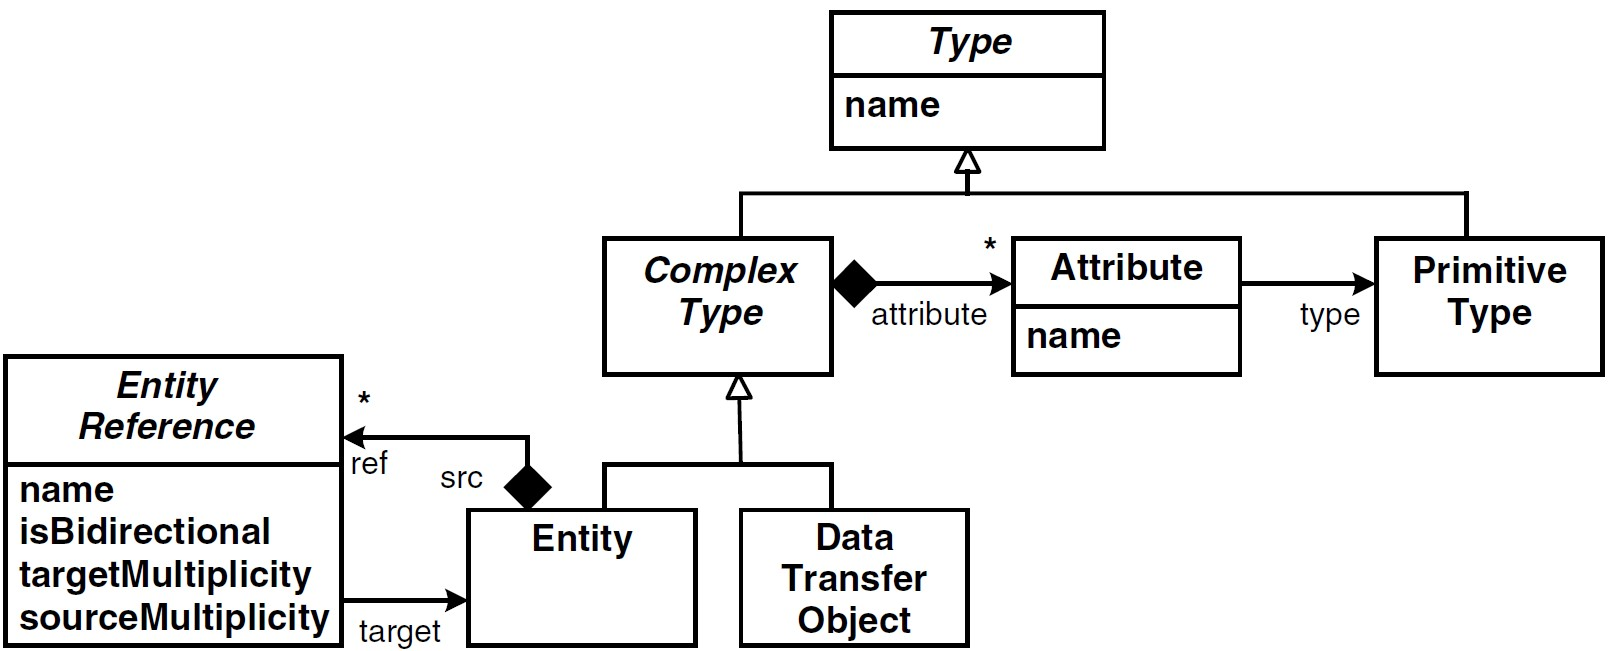 Type
name
Complex
Type
*
attribute
Attribute
name
type
Primitive
Type
Entity
Reference
name
isBidirectional
targetMultiplicity
sourceMultiplicity
*
ref
src
target
Entity
Data
Transfer
Object